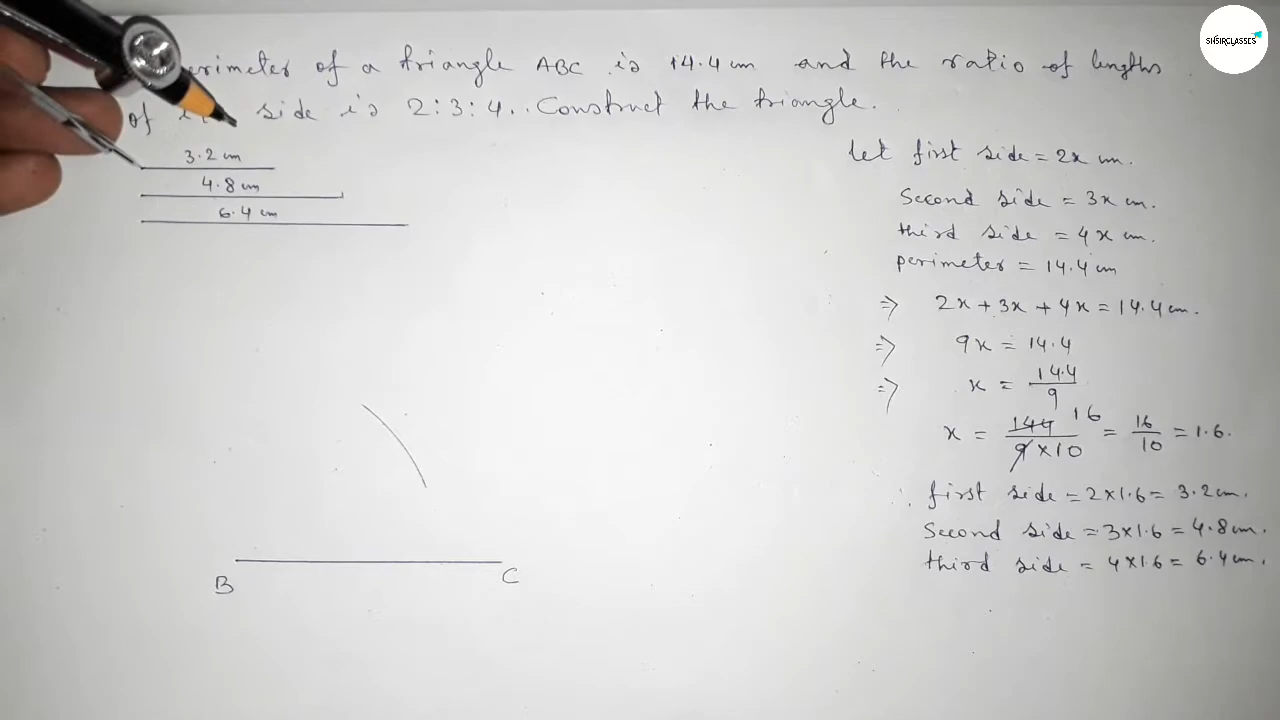 perimeter of a triangle ABC is 14.4 cm and the ratio of lengths
of side is 2:3:4. Construct the triangle.
3.2 cm
4.8 cm
6.4 cm
B
C
let first side = 2x cm.
Second side = 3x cm.
third side = 4x cm.
perimeter = 14.4 cm
⇒ 2x + 3x + 4x = 14.4 cm.
⇒ 9x = 14.4
⇒ x = 14.4/9
x = 144/9×10 16 = 16/10 = 1.6.
∴ first side = 2×1.6 = 3.2 cm.
Second side = 3×1.6 = 4.8 cm.
third side = 4×1.6 = 6.4 cm.
SHSIRCLASSES